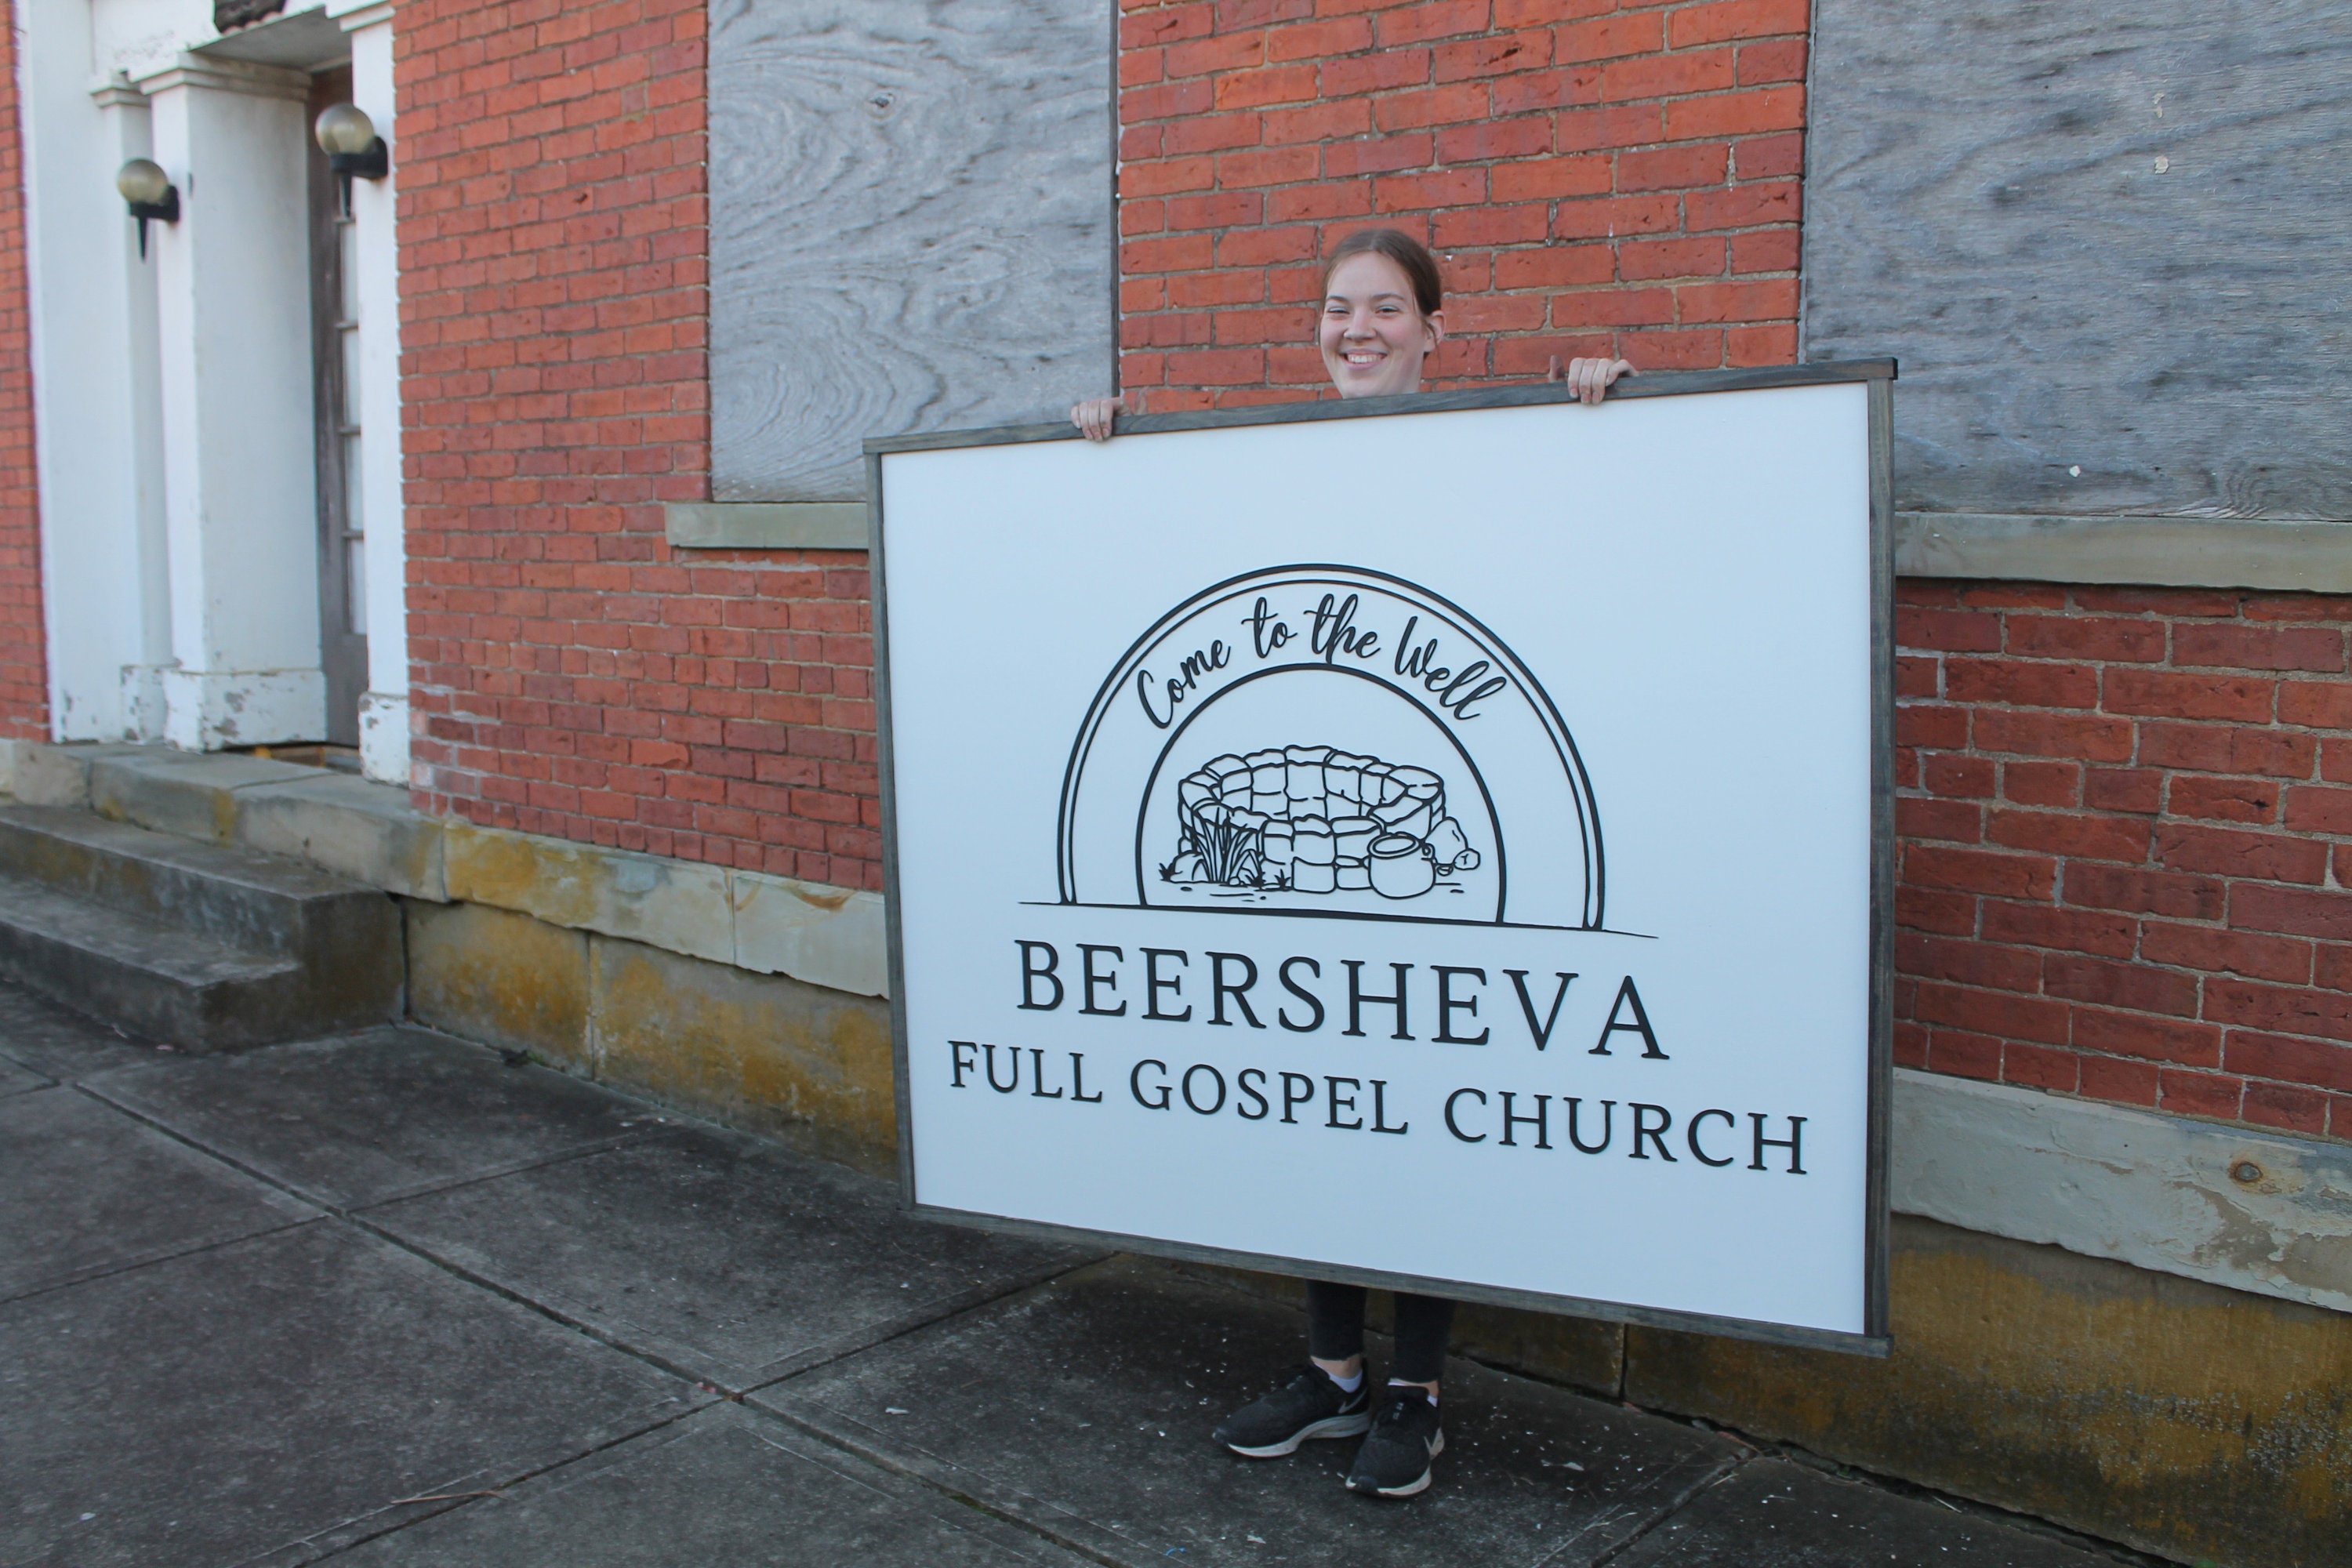 Come to the Well
BEERSHEVA
FULL GOSPEL CHURCH